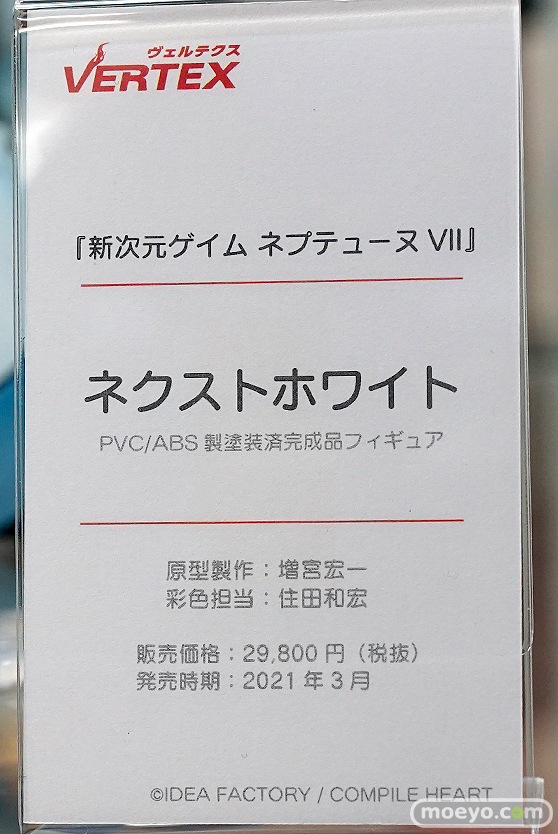 ヴェルテクス
VERTEX
『新次元ゲイム ネプテューヌ VII』
ネクストホワイト
PVC/ABS 製塗装済完成品フィギュア
原型製作：増宮宏一
彩色担当：住田和宏
販売価格：29,800 円（税抜）
発売時期：2021 年 3 月
©IDEA FACTORY / COMPILE HEART
moeyo.com